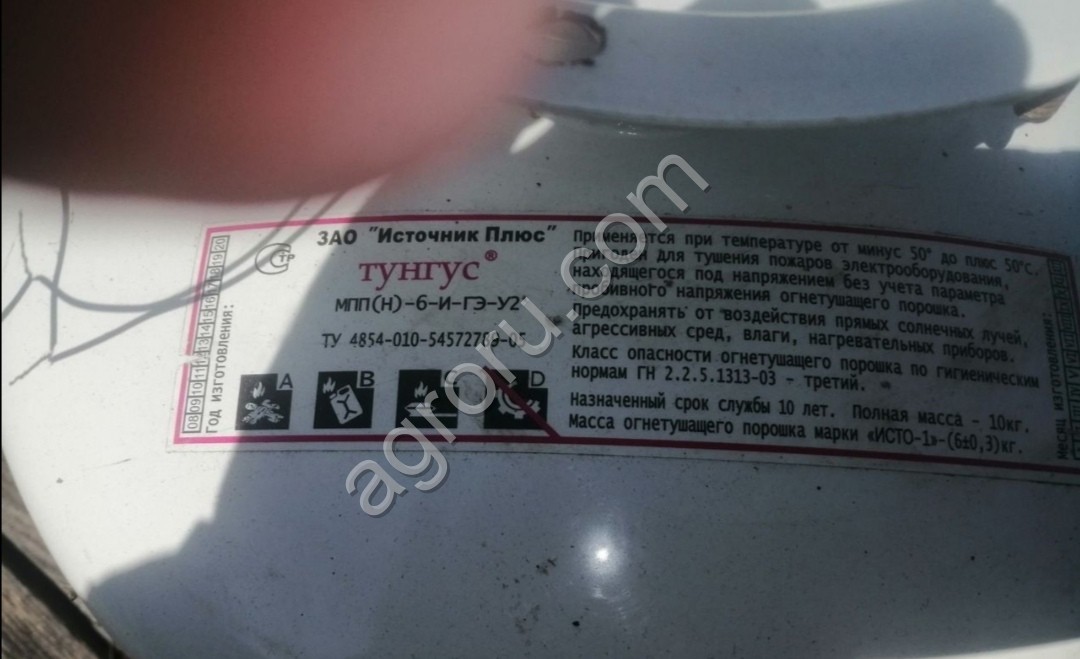 ЗАО "Источник Плюс"
тунгус®
МПП(Н)-6-И-ГЭ-У2
ТУ 4854-010-54572789-05
A
B
C
D
Применяется при температуре от минус 50° до плюс 50°С.
Пригоден для тушения пожаров электрооборудования,
находящегося под напряжением без учета параметра
пробивного напряжения огнетушащего порошка.
Предохранять от воздействия прямых солнечных лучей,
агрессивных сред, влаги, нагревательных приборов.
Класс опасности огнетушащего порошка по гигиеническим
нормам ГН 2.2.5.1313-03 - третий.
Назначенный срок службы 10 лет. Полная масса - 10кг.
Масса огнетушащего порошка марки «ИСТО-1»-(6±0,3)кг.
Год изготовления:
08 09 10 11 12 13 14 15 16 17 18 19 20
Месяц изготовления:
agroru.com